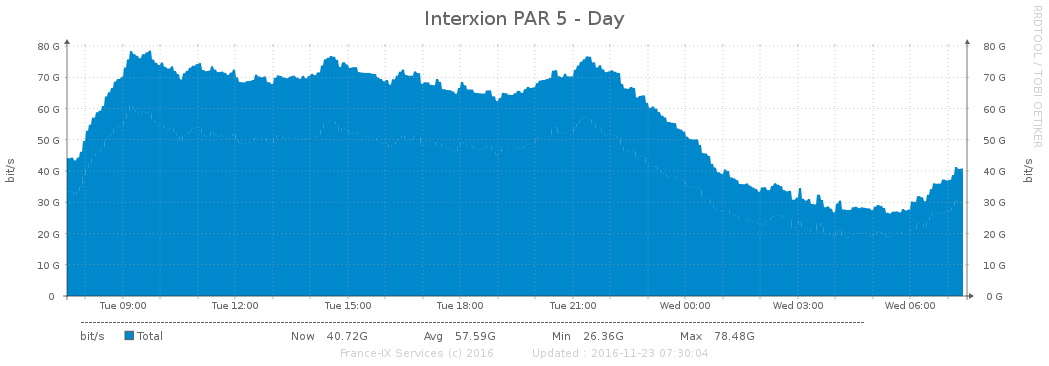 Interxion PAR 5 - Day
RRDTOOL / TOBI OETIKER
bit/s
80 G
70 G
60 G
50 G
40 G
30 G
20 G
10 G
0
80 G
70 G
60 G
50 G
40 G
30 G
20 G
10 G
0 G
bit/s
Tue 09:00 Tue 12:00 Tue 15:00 Tue 18:00 Tue 21:00 Wed 00:00 Wed 03:00 Wed 06:00
bit/s Total Now 40.72G Avg 57.59G Min 26.36G Max 78.48G
France-IX Services (c) 2016 Updated : 2016-11-23 07:30:04